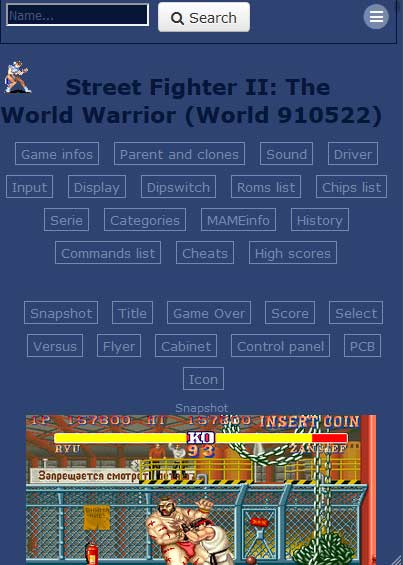 Name...
Search
Street Fighter II: The
World Warrior (World 910522)
Game infos Parent and clones Sound Driver
Input Display Dipswitch Roms list Chips list
Serie Categories MAMEinfo History
Commands list Cheats High scores
Snapshot Title Game Over Score Select
Versus Flyer Cabinet Control panel PCB
Icon
Snapshot
1P 157800 HI 157800 INSERT COIN
KO
RYU 93 ZANGIEF
Запрещается